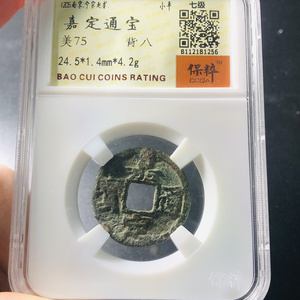 小平 七级
嘉定通宝
美75 背八
24.5*1.4mm*4.2g
B1121B1256
保粹
BAO CUI COINS RATING